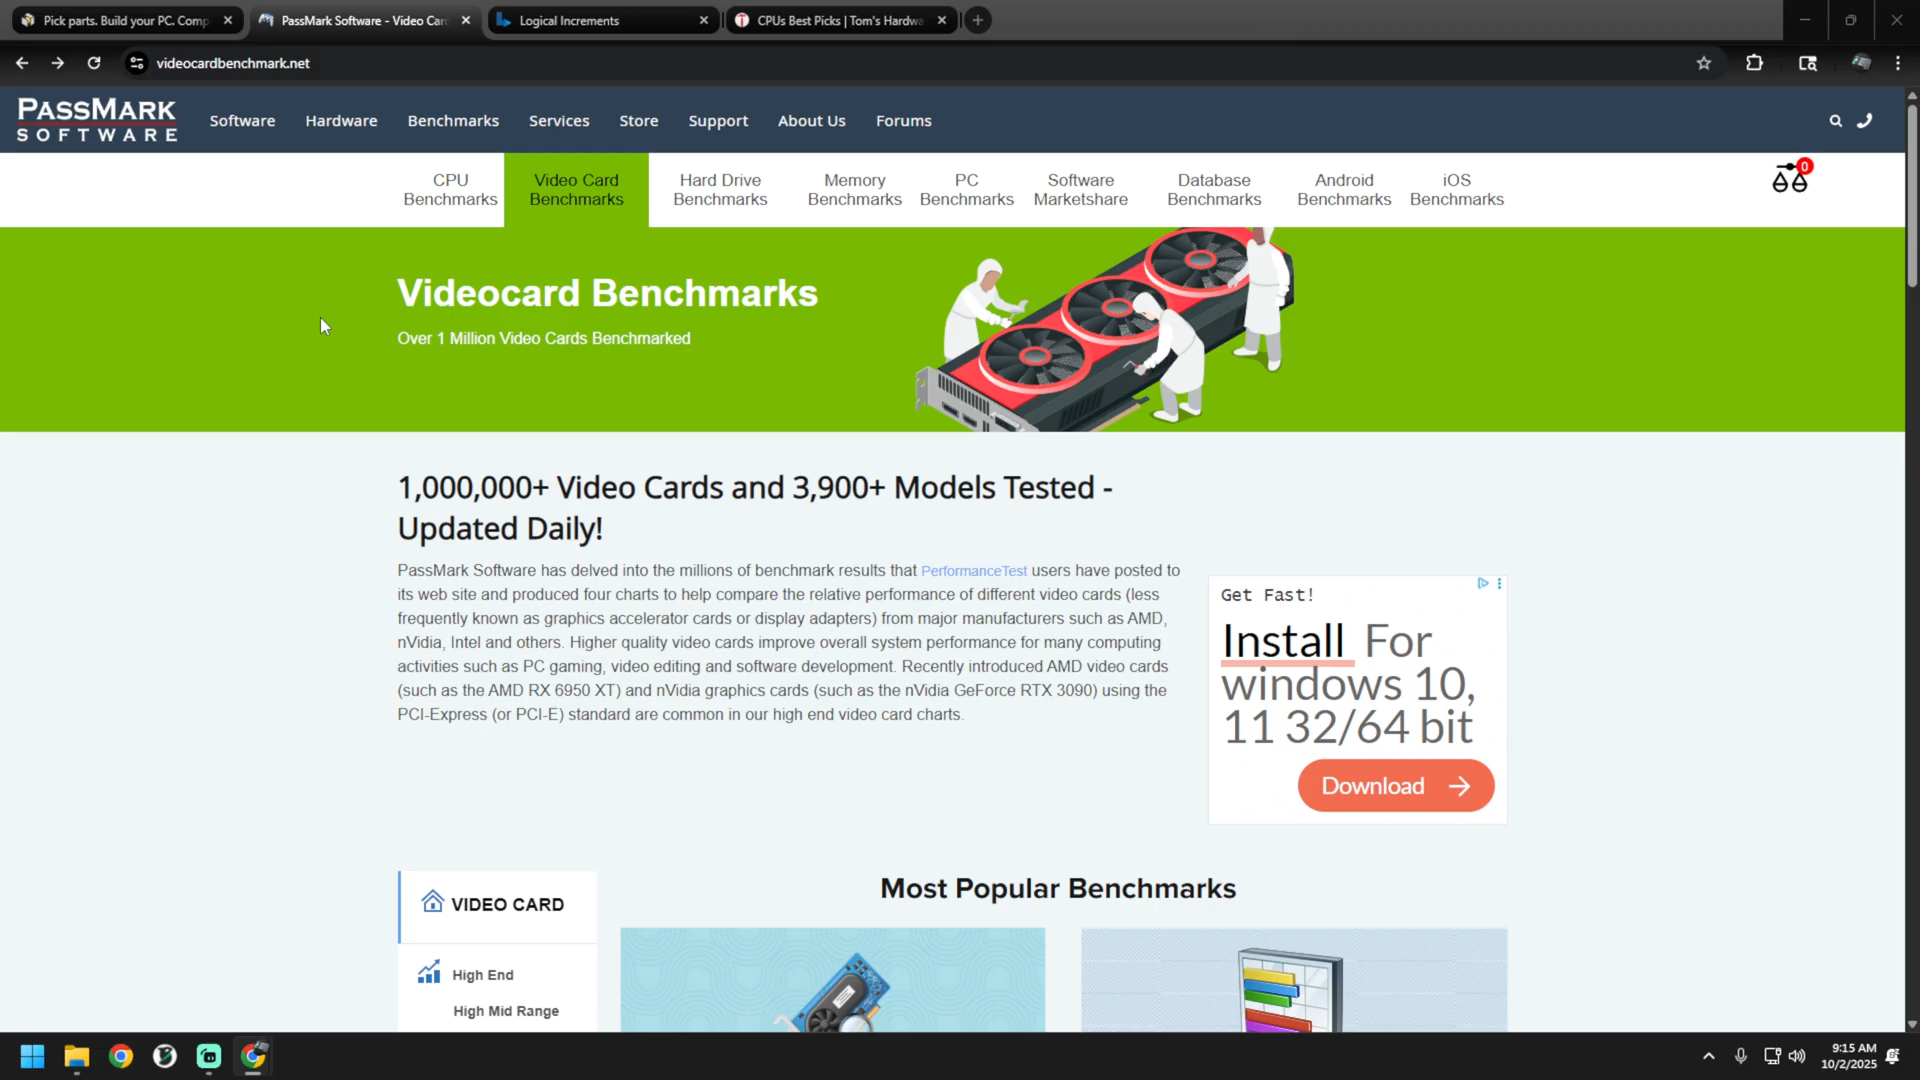 Pick parts. Build your PC. Comp
PassMark Software - Video Car
Logical Increments
CPUs Best Picks | Tom's Hardwa
videocardbenchmark.net
PASSMARK
SOFTWARE
Software
Hardware
Benchmarks
Services
Store
Support
About Us
Forums
CPU
Benchmarks
Video Card
Benchmarks
Hard Drive
Benchmarks
Memory
Benchmarks
PC
Benchmarks
Software
Marketshare
Database
Benchmarks
Android
Benchmarks
iOS
Benchmarks
0
Videocard Benchmarks
Over 1 Million Video Cards Benchmarked
1,000,000+ Video Cards and 3,900+ Models Tested -
Updated Daily!
PassMark Software has delved into the millions of benchmark results that PerformanceTest users have posted to
its web site and produced four charts to help compare the relative performance of different video cards (less
frequently known as graphics accelerator cards or display adapters) from major manufacturers such as AMD,
nVidia, Intel and others. Higher quality video cards improve overall system performance for many computing
activities such as PC gaming, video editing and software development. Recently introduced AMD video cards
(such as the AMD RX 6950 XT) and nVidia graphics cards (such as the nVidia GeForce RTX 3090) using the
PCI-Express (or PCI-E) standard are common in our high end video card charts.
Get Fast!
Install For
windows 10,
11 32/64 bit
Download
VIDEO CARD
High End
High Mid Range
Most Popular Benchmarks
9:15 AM
10/2/2025